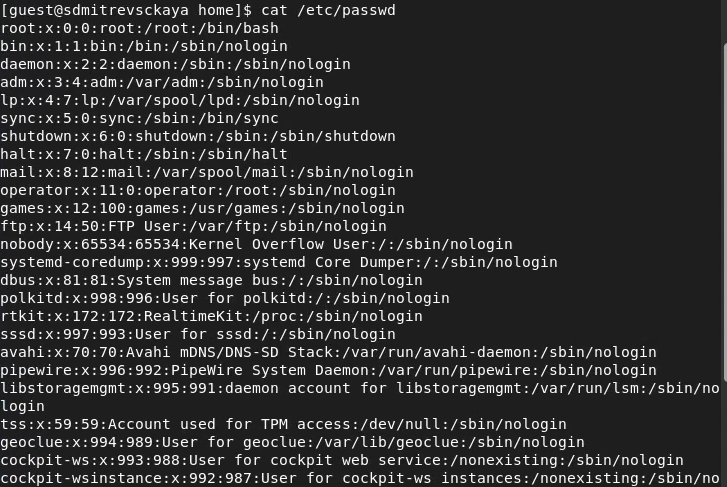 [guest@sdmitrevsckaya home]$ cat /etc/passwd
root:x:0:0:root:/root:/bin/bash
bin:x:1:1:bin:/bin:/sbin/nologin
daemon:x:2:2:daemon:/sbin:/sbin/nologin
adm:x:3:4:adm:/var/adm:/sbin/nologin
lp:x:4:7:lp:/var/spool/lpd:/sbin/nologin
sync:x:5:0:sync:/sbin:/bin/sync
shutdown:x:6:0:shutdown:/sbin:/sbin/shutdown
halt:x:7:0:halt:/sbin:/sbin/halt
mail:x:8:12:mail:/var/spool/mail:/sbin/nologin
operator:x:11:0:operator:/root:/sbin/nologin
games:x:12:100:games:/usr/games:/sbin/nologin
ftp:x:14:50:FTP User:/var/ftp:/sbin/nologin
nobody:x:65534:65534:Kernel Overflow User:/:/sbin/nologin
systemd-coredump:x:999:997:systemd Core Dumper:/:/sbin/nologin
dbus:x:81:81:System message bus:/:/sbin/nologin
polkitd:x:998:996:User for polkitd:/:/sbin/nologin
rtkit:x:172:172:RealtimeKit:/proc:/sbin/nologin
sssd:x:997:993:User for sssd:/:/sbin/nologin
avahi:x:70:70:Avahi mDNS/DNS-SD Stack:/var/run/avahi-daemon:/sbin/nologin
pipewire:x:996:992:PipeWire System Daemon:/var/run/pipewire:/sbin/nologin
libstoragemgmt:x:995:991:daemon account for libstoragemgmt:/var/run/lsm:/sbin/no
login
tss:x:59:59:Account used for TPM access:/dev/null:/sbin/nologin
geoclue:x:994:989:User for geoclue:/var/lib/geoclue:/sbin/nologin
cockpit-ws:x:993:988:User for cockpit web service:/nonexisting:/sbin/nologin
cockpit-wsinstance:x:992:987:User for cockpit-ws instances:/nonexisting:/sbin/no